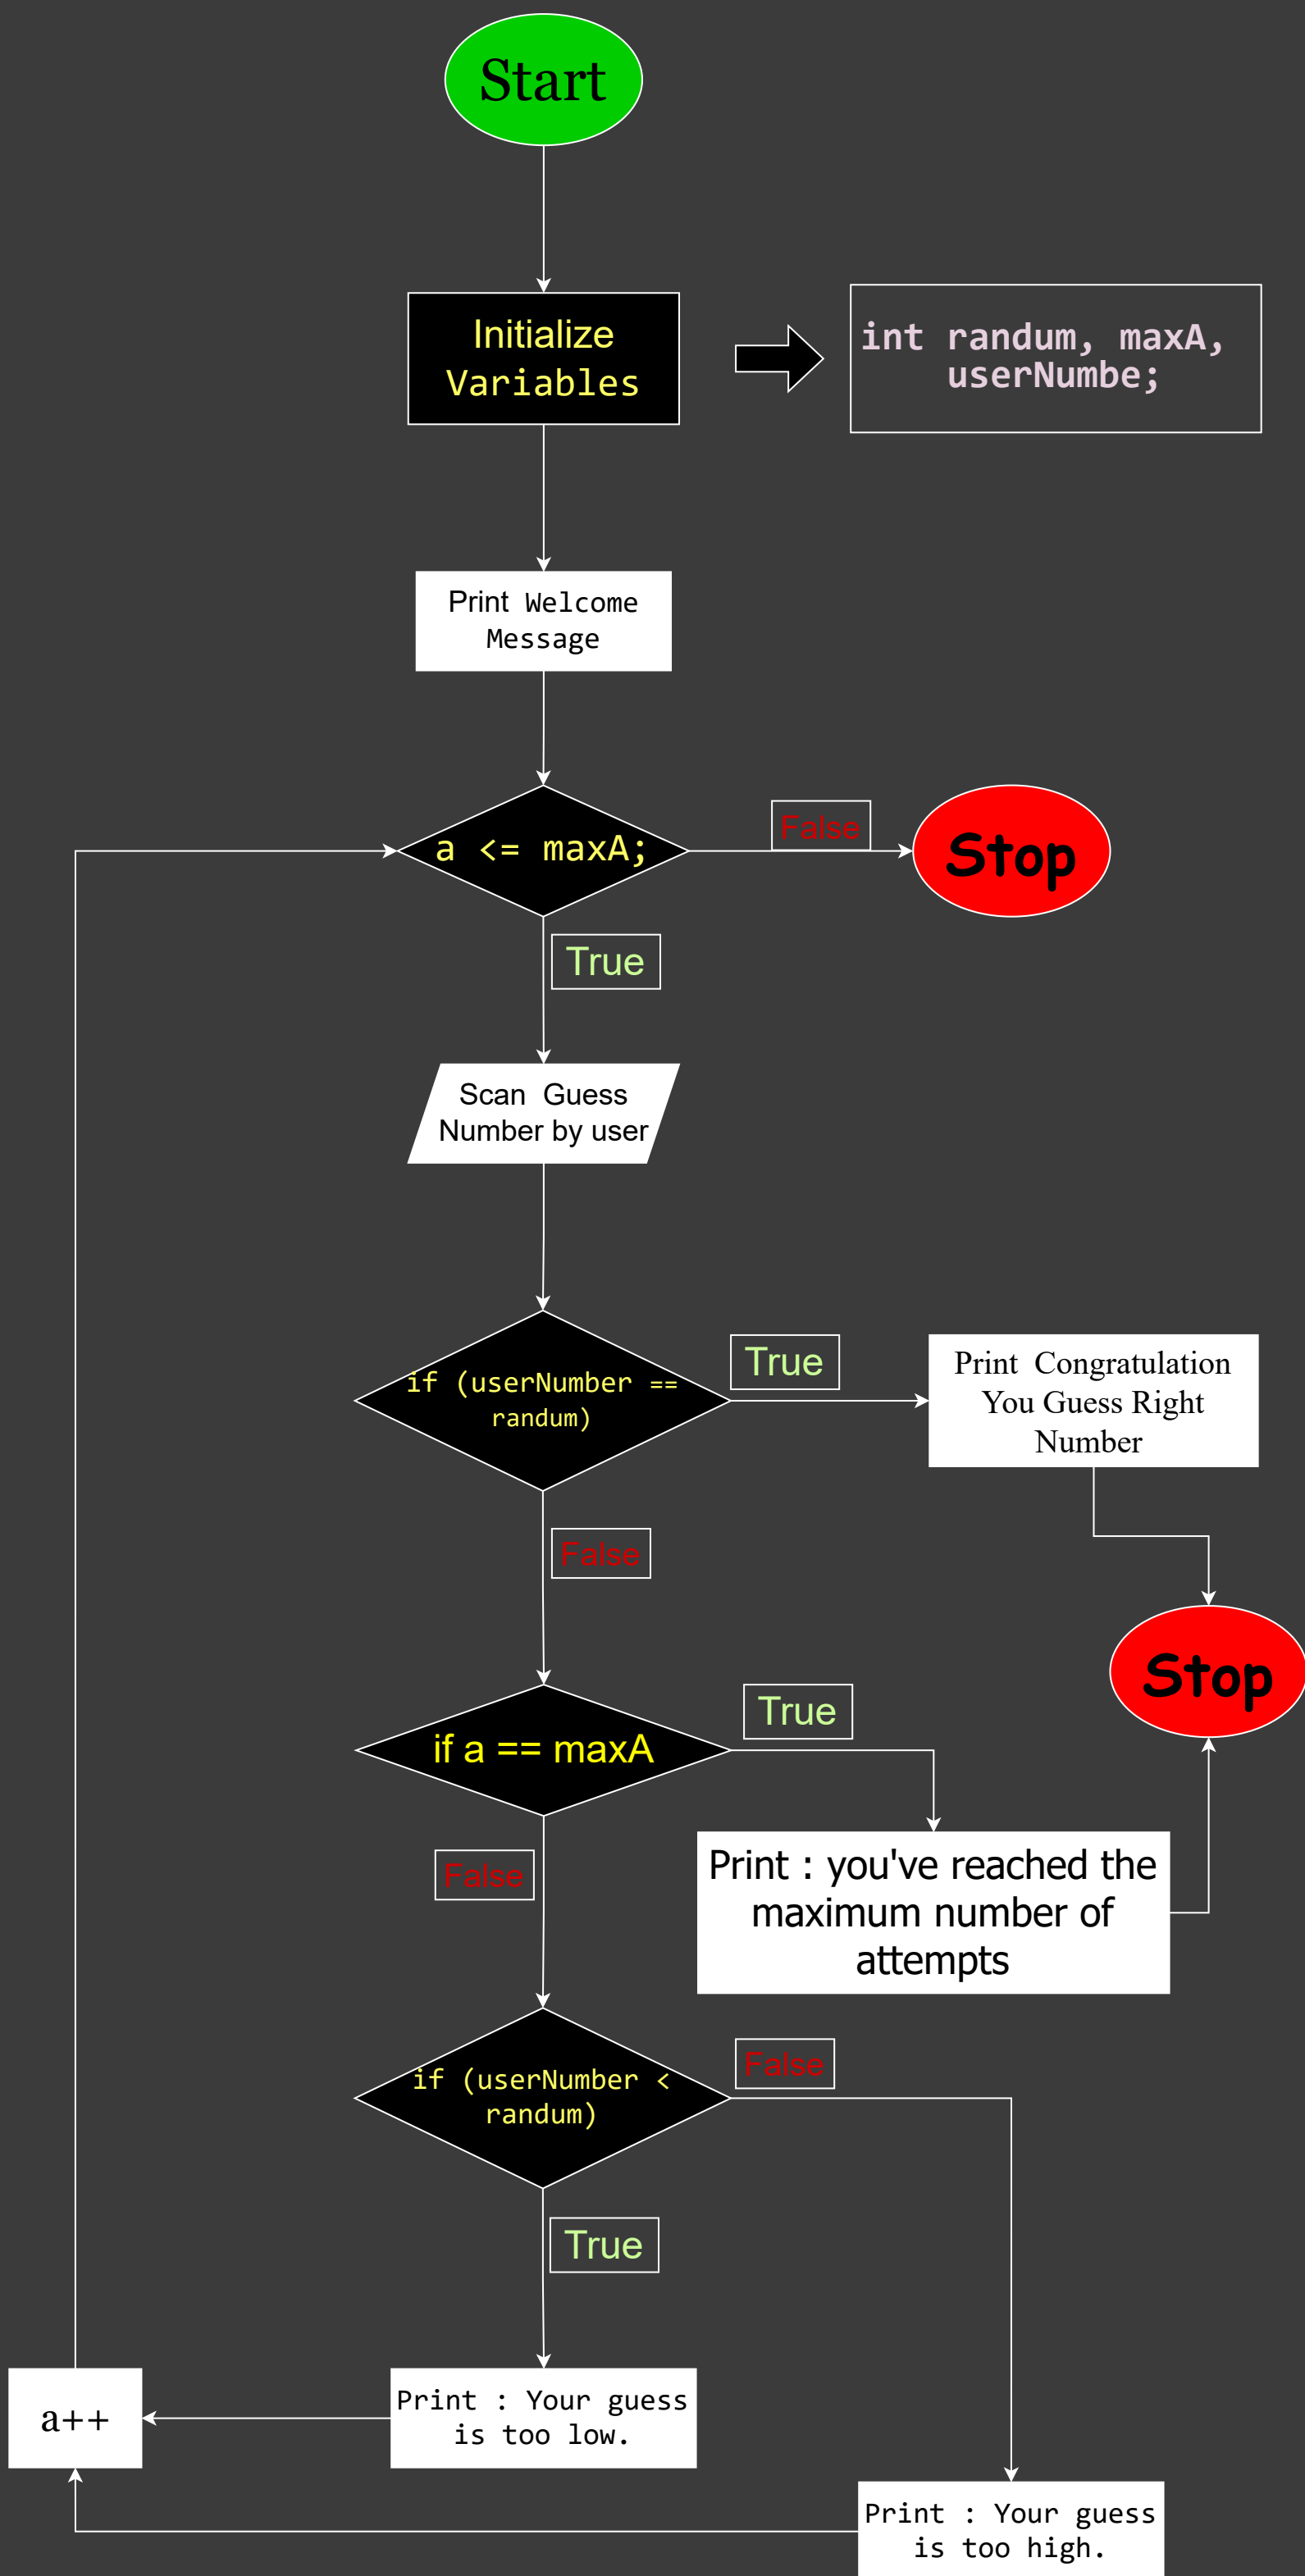 Start
Initialize
Variables
int randum, maxA,
userNumbe;
Print Welcome
Message
a <= maxA;
False
Stop
True
Scan Guess
Number by user
if (userNumber ==
randum)
True
Print Congratulation
You Guess Right
Number
False
Stop
if a == maxA
True
False
Print : you've reached the
maximum number of
attempts
if (userNumber <
randum)
False
True
a++
Print : Your guess
is too low.
Print : Your guess
is too high.